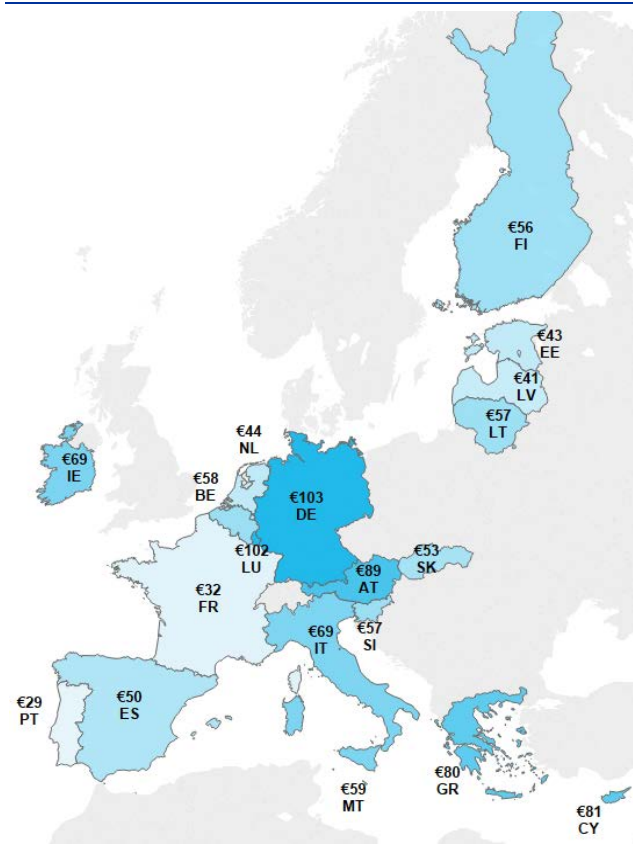 €56
FI
€43
EE
€41
LV
€57
LT
€44
NL
€69
IE
€58
BE
€103
DE
€102
LU
€53
SK
€89
AT
€32
FR
€69
IT
€57
SI
€50
ES
€29
PT
€59
MT
€80
GR
€81
CY